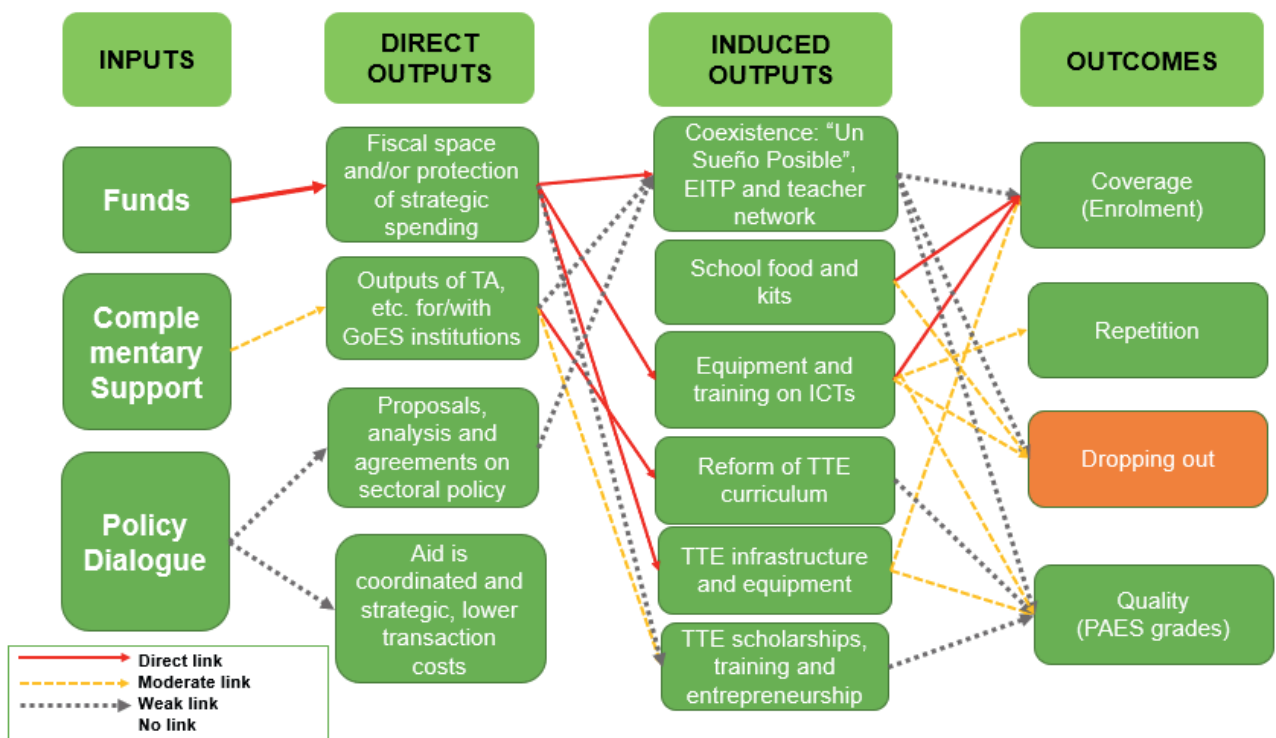 INPUTS
DIRECT
OUTPUTS
INDUCED
OUTPUTS
OUTCOMES
Funds
Comple
mentary
Support
Policy
Dialogue
Fiscal space
and/or protection
of strategic
spending
Outputs of TA,
etc. for/with
GoES institutions
Proposals,
analysis and
agreements on
sectoral policy
Aid is
coordinated and
strategic, lower
transaction
costs
Coexistence: “Un
Sueño Posible”,
EITP and teacher
network
School food and
kits
Equipment and
training on ICTs
Reform of TTE
curriculum
TTE infrastructure
and equipment
TTE scholarships,
training and
entrepreneurship
Coverage
(Enrolment)
Repetition
Dropping out
Quality
(PAES grades)
Direct link
Moderate link
Weak link
No link